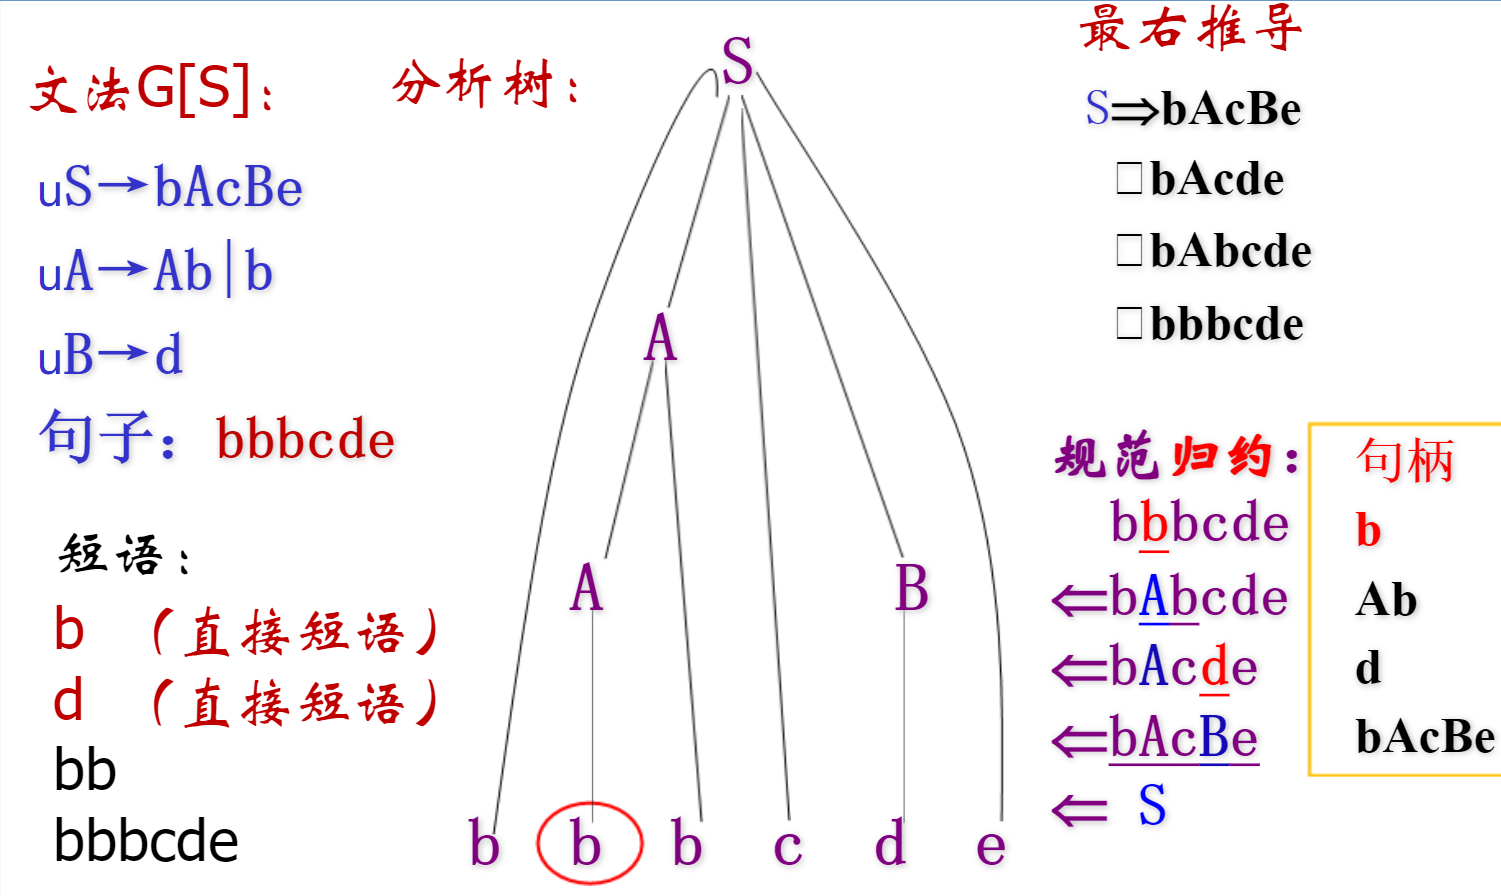 文法G[S]：
uS→bAcBe
uA→Ab|b
uB→d
句子：bbbcde
短语：
b （直接短语）
d （直接短语）
bb
bbbcde
分析树：
S
A
A B
b b b c d e
最右推导
S⇒bAcBe
□bAcde
□bAbcde
□bbbcde
规范归约：
bbbcde
⇐bAbcde
⇐bAcde
⇐bAcBe
⇐ S
句柄
b
Ab
d
bAcBe